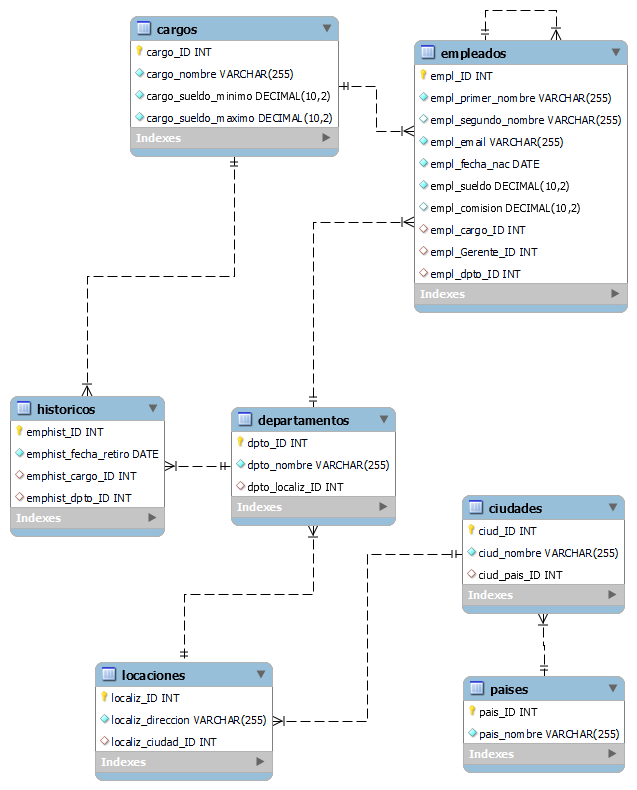 cargos
cargo_ID INT
cargo_nombre VARCHAR(255)
cargo_sueldo_minimo DECIMAL(10,2)
cargo_sueldo_maximo DECIMAL(10,2)
Indexes
empleados
empl_ID INT
empl_primer_nombre VARCHAR(255)
empl_segundo_nombre VARCHAR(255)
empl_email VARCHAR(255)
empl_fecha_nac DATE
empl_sueldo DECIMAL(10,2)
empl_comision DECIMAL(10,2)
empl_cargo_ID INT
empl_Gerente_ID INT
empl_dpto_ID INT
Indexes
historicos
emphist_ID INT
emphist_fecha_retiro DATE
emphist_cargo_ID INT
emphist_dpto_ID INT
Indexes
departamentos
dpto_ID INT
dpto_nombre VARCHAR(255)
dpto_localiz_ID INT
Indexes
ciudades
ciud_ID INT
ciud_nombre VARCHAR(255)
ciud_pais_ID INT
Indexes
locaciones
localiz_ID INT
localiz_direccion VARCHAR(255)
localiz_ciudad_ID INT
Indexes
paises
pais_ID INT
pais_nombre VARCHAR(255)
Indexes